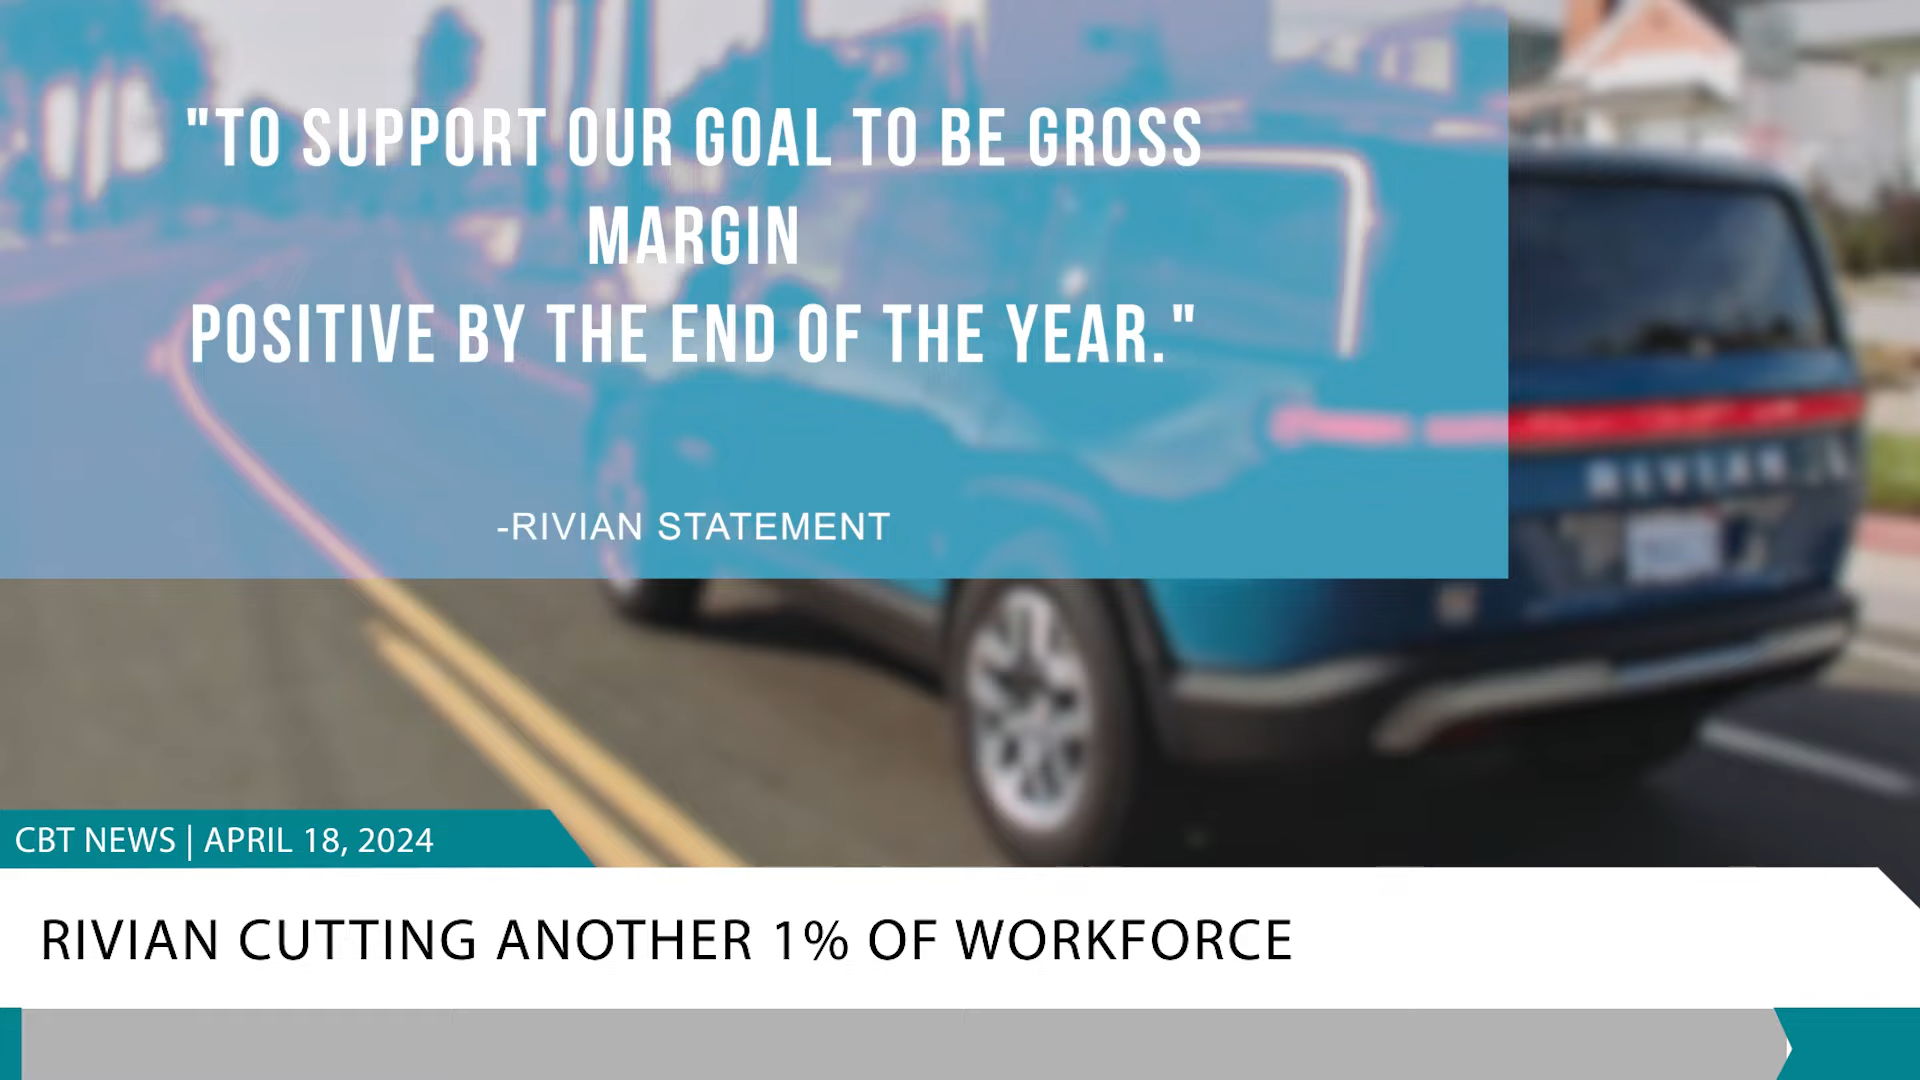 "TO SUPPORT OUR GOAL TO BE GROSS
MARGIN
POSITIVE BY THE END OF THE YEAR."
-RIVIAN STATEMENT
RIVIAN
CBT NEWS | APRIL 18, 2024
RIVIAN CUTTING ANOTHER 1% OF WORKFORCE